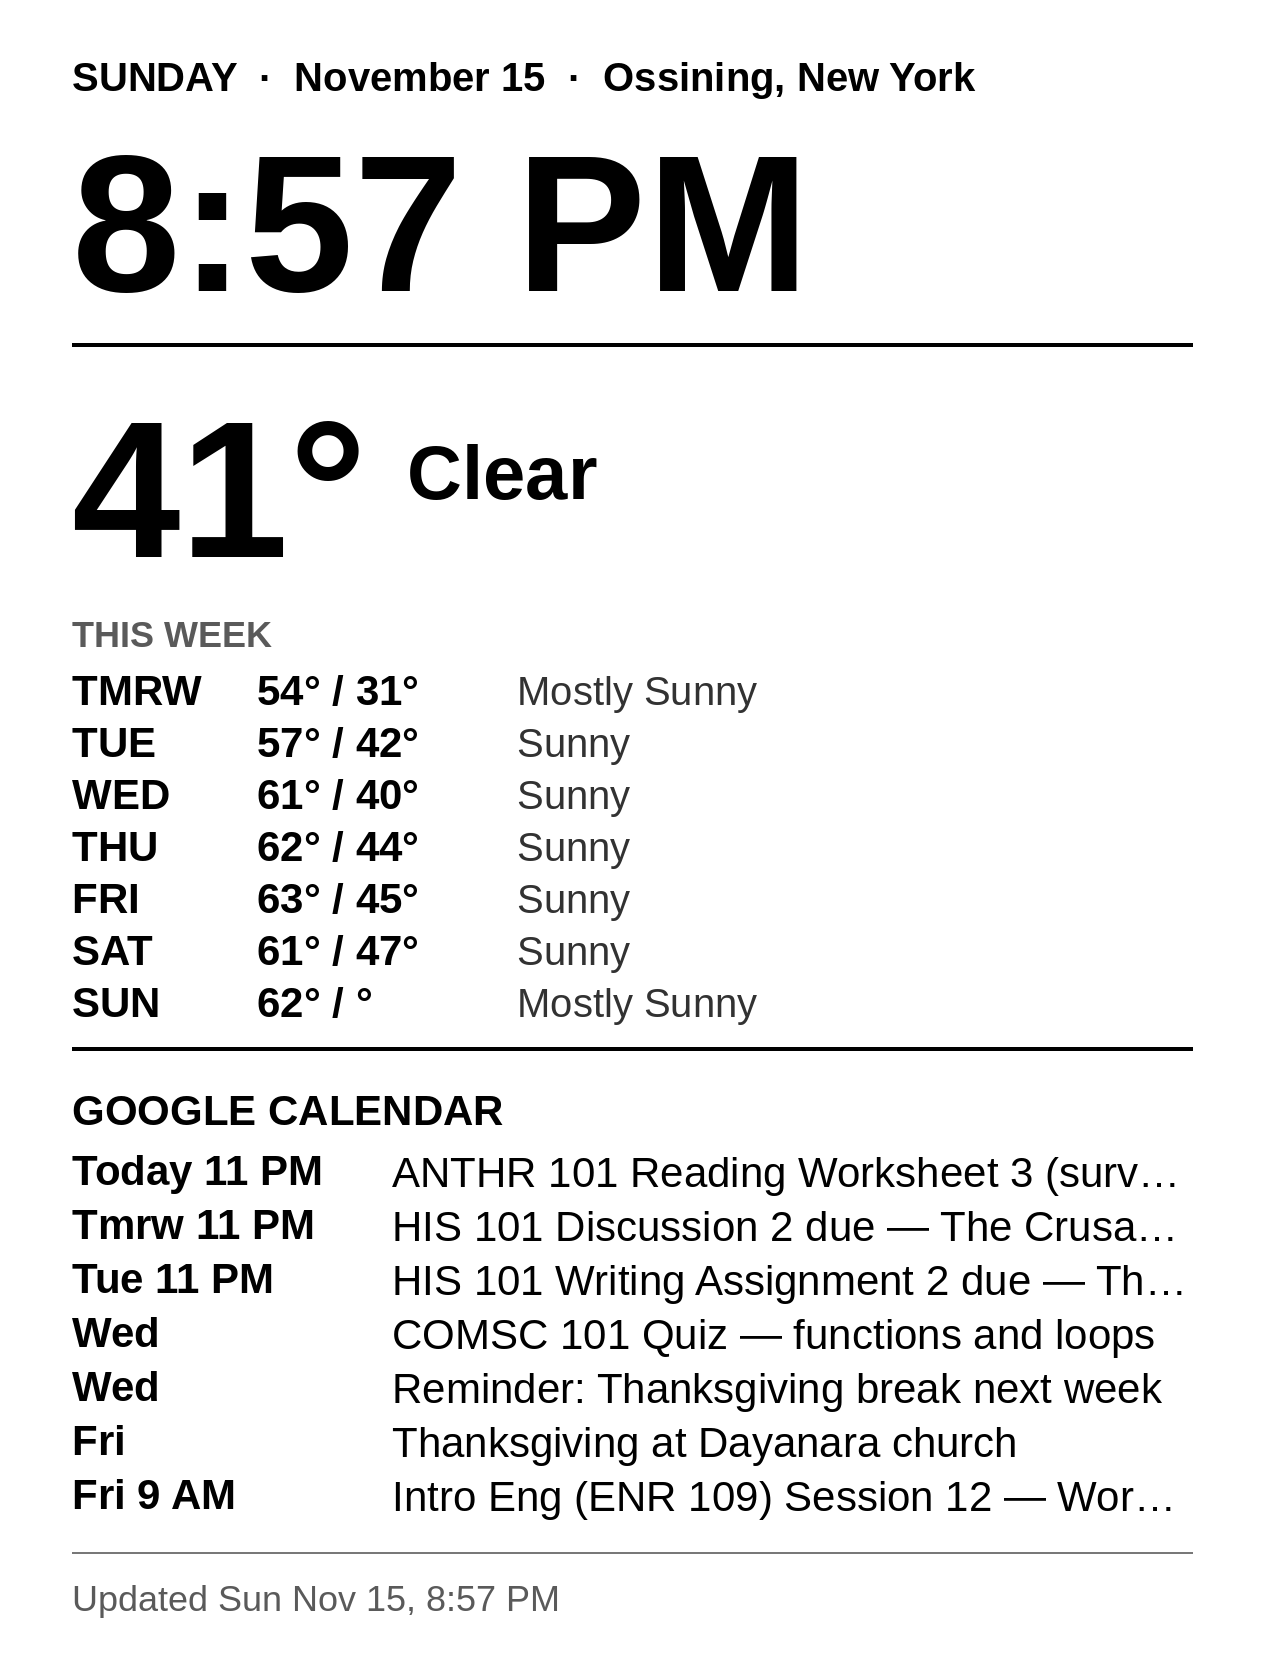 SUNDAY · November 15 · Ossining, New York
8:57 PM
41° Clear
THIS WEEK
TMRW 54° / 31° Mostly Sunny
TUE 57° / 42° Sunny
WED 61° / 40° Sunny
THU 62° / 44° Sunny
FRI 63° / 45° Sunny
SAT 61° / 47° Sunny
SUN 62° / ° Mostly Sunny
GOOGLE CALENDAR
Today 11 PM ANTHR 101 Reading Worksheet 3 (surv…
Tmrw 11 PM HIS 101 Discussion 2 due — The Crusa…
Tue 11 PM HIS 101 Writing Assignment 2 due — Th…
Wed COMSC 101 Quiz — functions and loops
Wed Reminder: Thanksgiving break next week
Fri Thanksgiving at Dayanara church
Fri 9 AM Intro Eng (ENR 109) Session 12 — Wor…
Updated Sun Nov 15, 8:57 PM